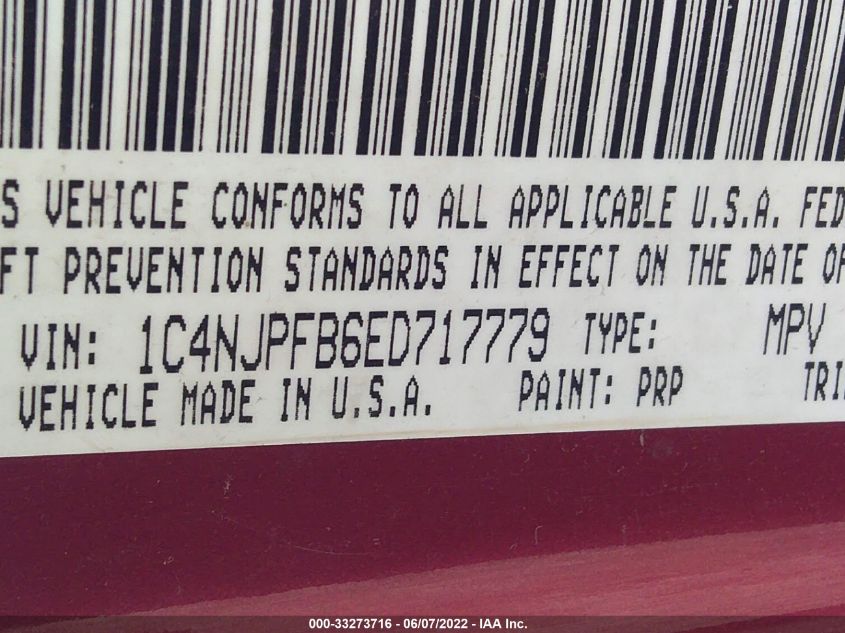 S VEHICLE CONFORMS TO ALL APPLICABLE U.S.A. FED
FT PREVENTION STANDARDS IN EFFECT ON THE DATE OF
VIN: 1C4NJPFB6ED717779 TYPE: MPV
VEHICLE MADE IN U.S.A. PAINT: PRP TRI
000-33273716 - 06/07/2022 - IAA Inc.